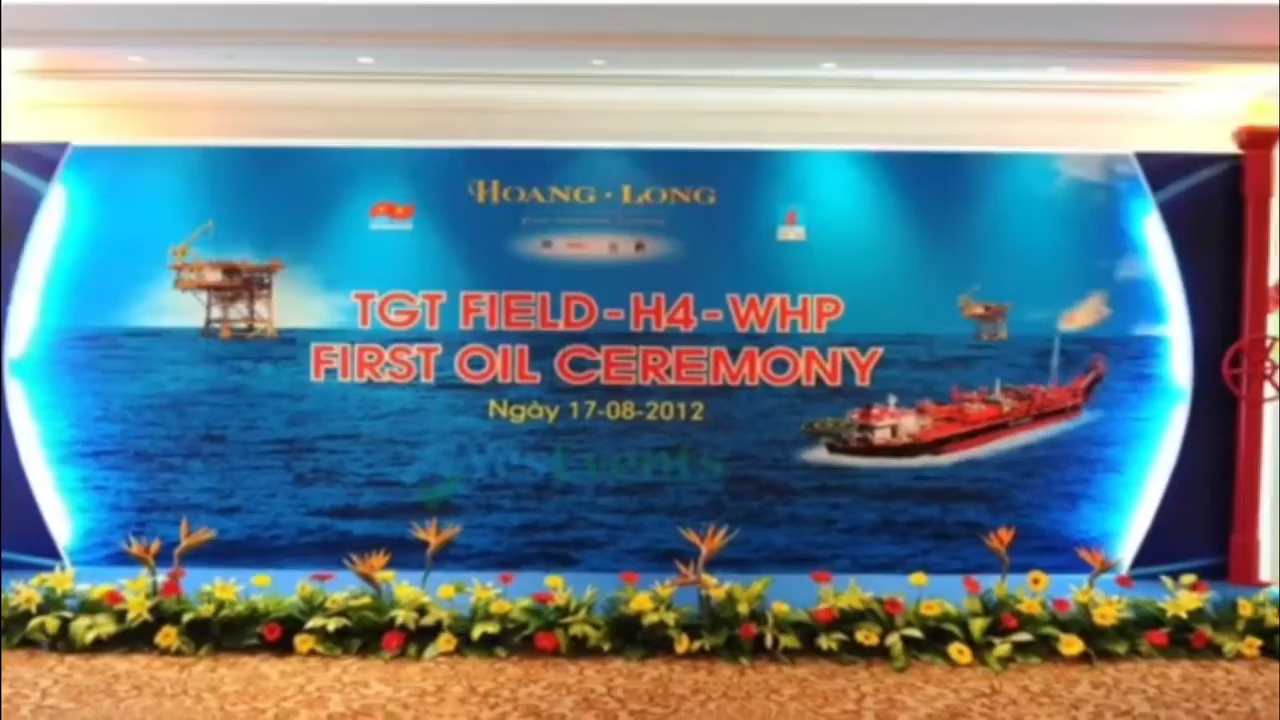 HOANG · LONG
TGT FIELD-H4-WHP
FIRST OIL CEREMONY
Ngày 17-08-2012